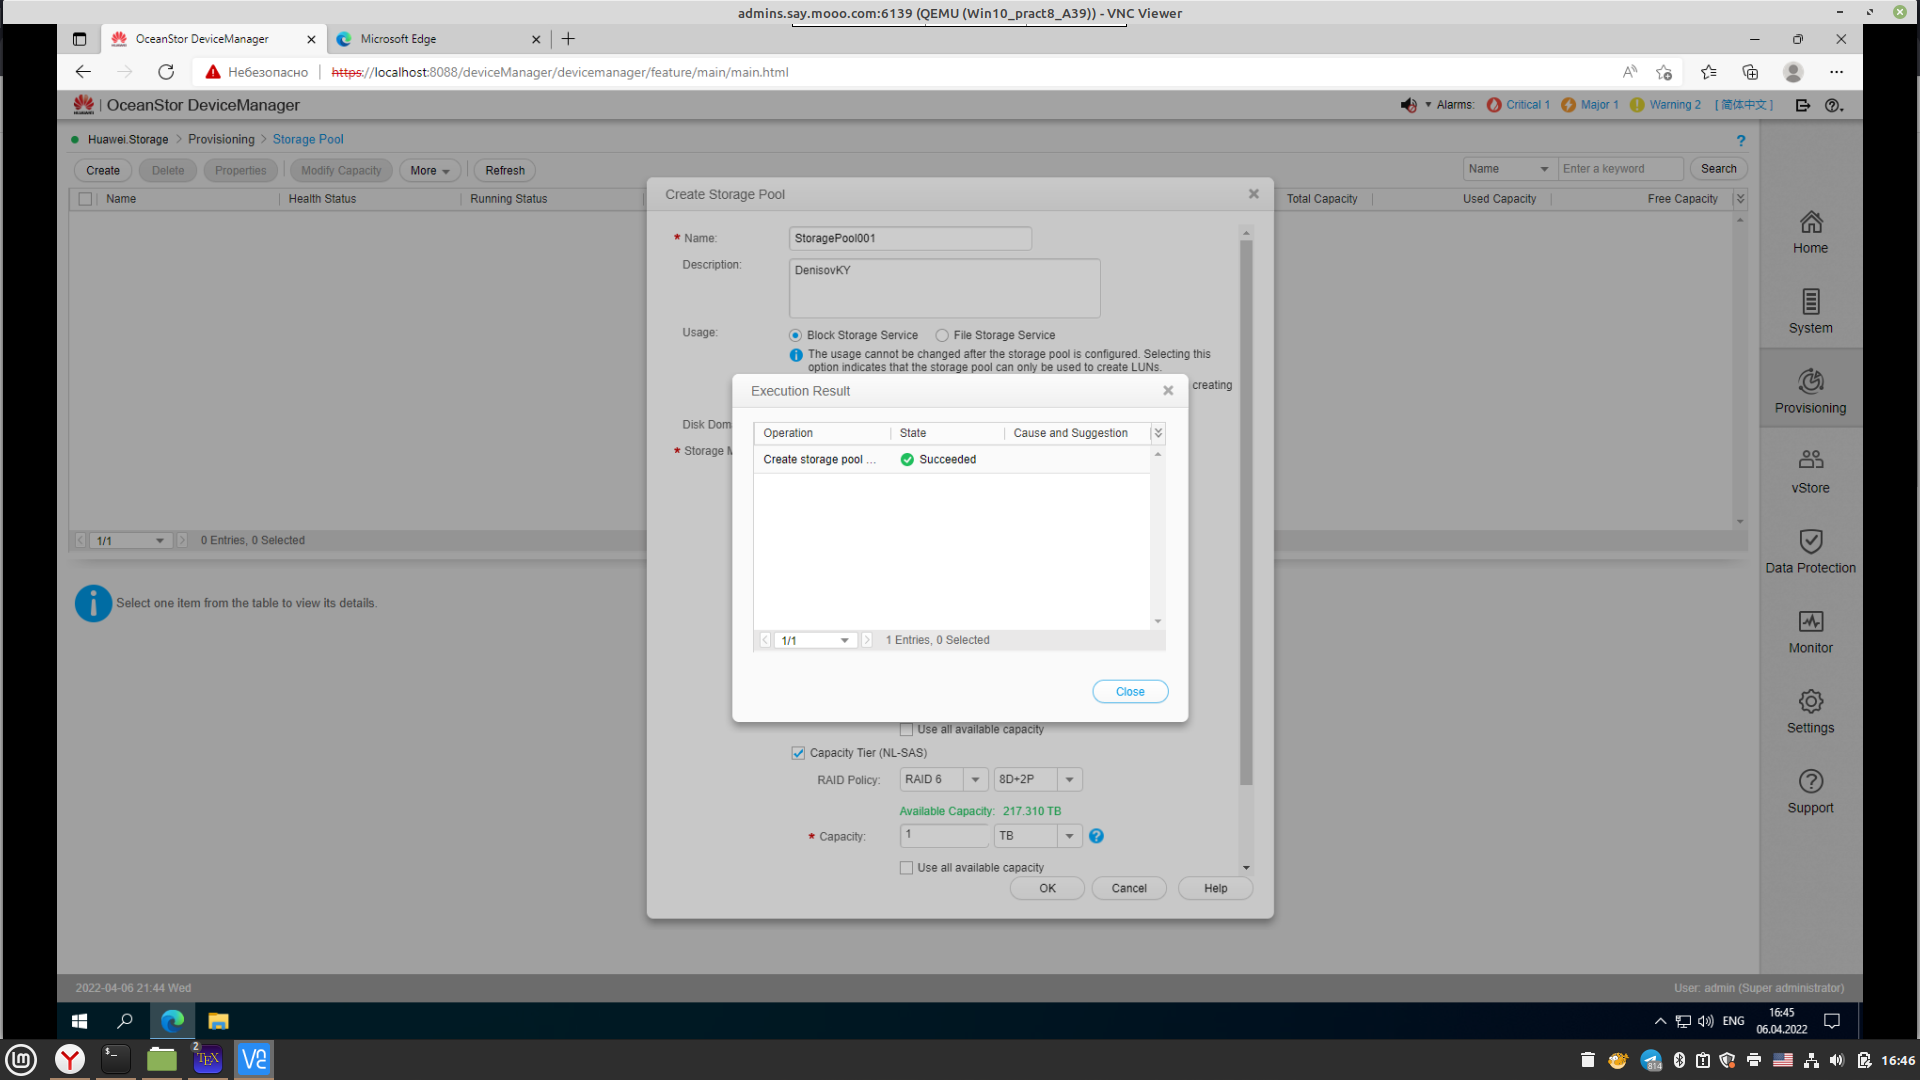 admins.say.mooo.com:6139 (QEMU (Win10_pract8_A39)) - VNC Viewer
OceanStor DeviceManager
Microsoft Edge
Небезопасно
https://localhost:8088/deviceManager/devicemanager/feature/main/main.html
HUAWEI
| OceanStor DeviceManager
Alarms: Critical 1 Major 1 Warning 2 [ 简体中文 ]
Huawei.Storage > Provisioning > Storage Pool
Create Delete Properties Modify Capacity More Refresh
Name Enter a keyword Search
Name Health Status Running Status Total Capacity Used Capacity Free Capacity
1/1 0 Entries, 0 Selected
Select one item from the table to view its details.
Create Storage Pool
* Name: StoragePool001
Description: DenisovKY
Usage: Block Storage Service File Storage Service
The usage cannot be changed after the storage pool is configured. Selecting this
option indicates that the storage pool can only be used to create LUNs.
creating
Disk Dom
* Storage M
Execution Result
Operation State Cause and Suggestion
Create storage pool ... Succeeded
1/1 1 Entries, 0 Selected
Close
Use all available capacity
Capacity Tier (NL-SAS)
RAID Policy: RAID 6 8D+2P
Available Capacity: 217.310 TB
* Capacity: 1 TB
Use all available capacity
OK Cancel Help
Home
System
Provisioning
vStore
Data Protection
Monitor
Settings
Support
2022-04-06 21:44 Wed
User: admin (Super administrator)
ENG
16:45
06.04.2022
2
TEX
814
16:46